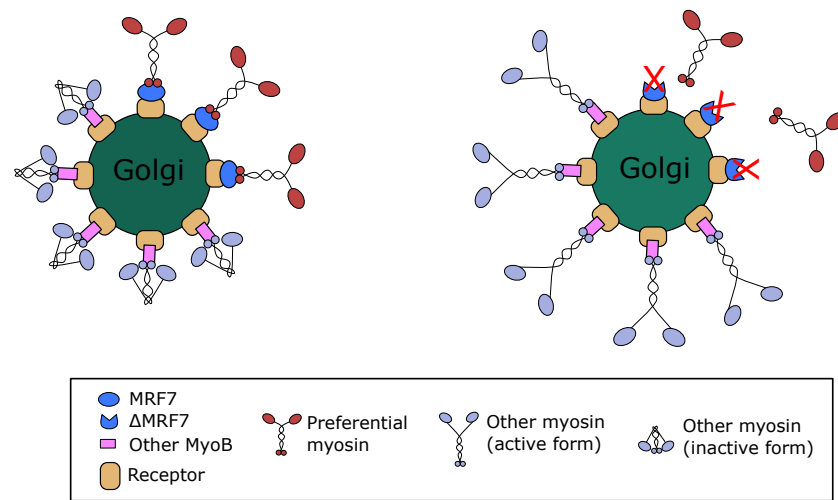 Golgi
Golgi
MRF7
ΔMRF7
Other MyoB
Receptor
Preferential
myosin
Other myosin
(active form)
Other myosin
(inactive form)